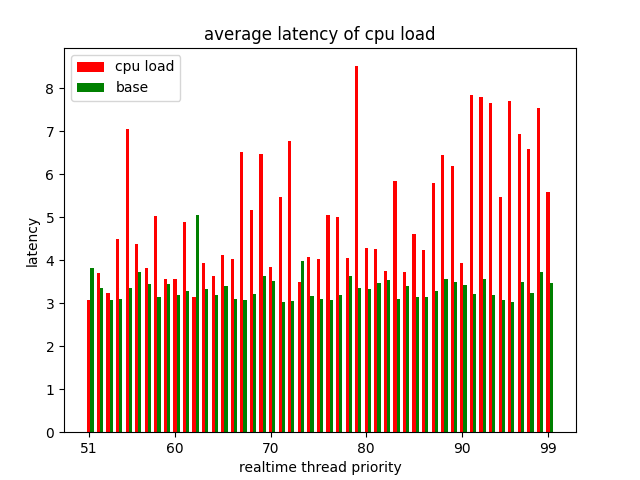 average latency of cpu load
cpu load
base
8
7
6
5
4
3
2
1
0
latency
51 60 70 80 90 99
realtime thread priority